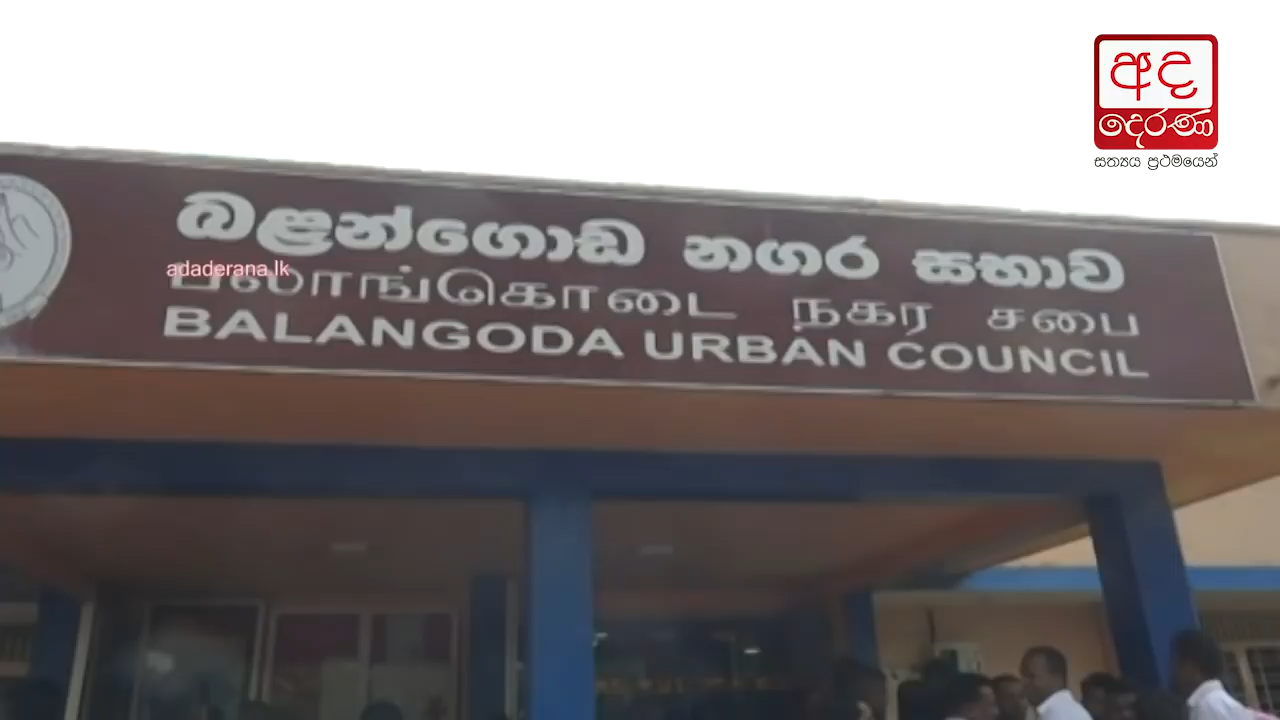 අද
දෙරණ
සත්‍යය ප්‍රථමයෙන්
බළන්ගොඩ නගර සභාව
adaderana.lk
பலாங்கொடை நகர சபை
BALANGODA URBAN COUNCIL